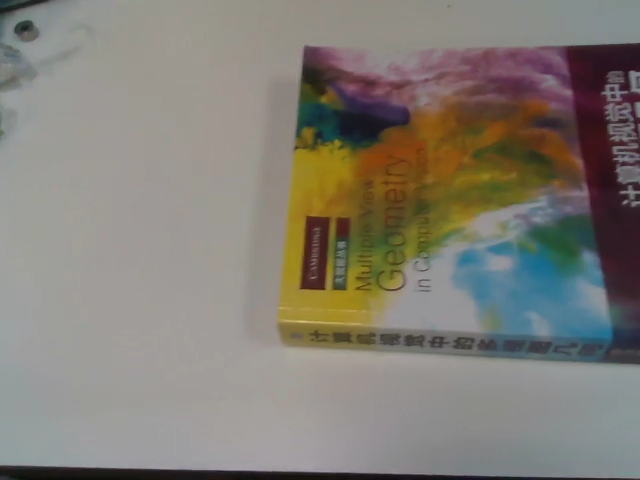 CAMBRIDGE
Multiple View
Geometry
in Computer Vision
计算机视觉中的
计算机视觉中的多视图几何